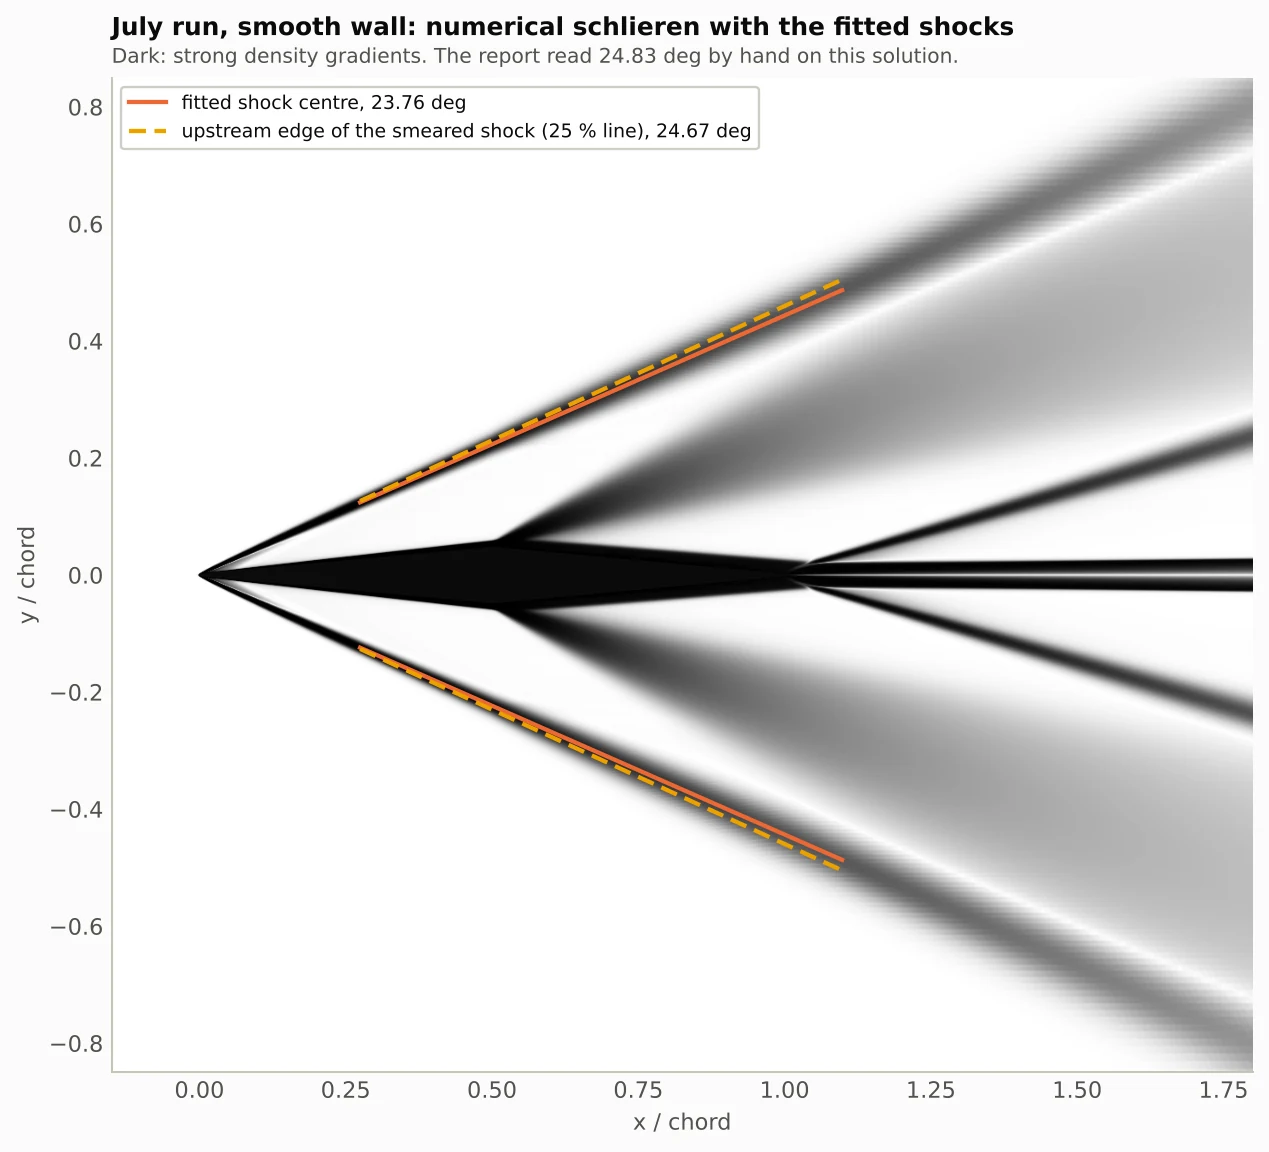 July run, smooth wall: numerical schlieren with the fitted shocks
Dark: strong density gradients. The report read 24.83 deg by hand on this solution.
fitted shock centre, 23.76 deg
upstream edge of the smeared shock (25 % line), 24.67 deg
0.8
0.6
0.4
0.2
0.0
−0.2
−0.4
−0.6
−0.8
y / chord
0.00 0.25 0.50 0.75 1.00 1.25 1.50 1.75
x / chord